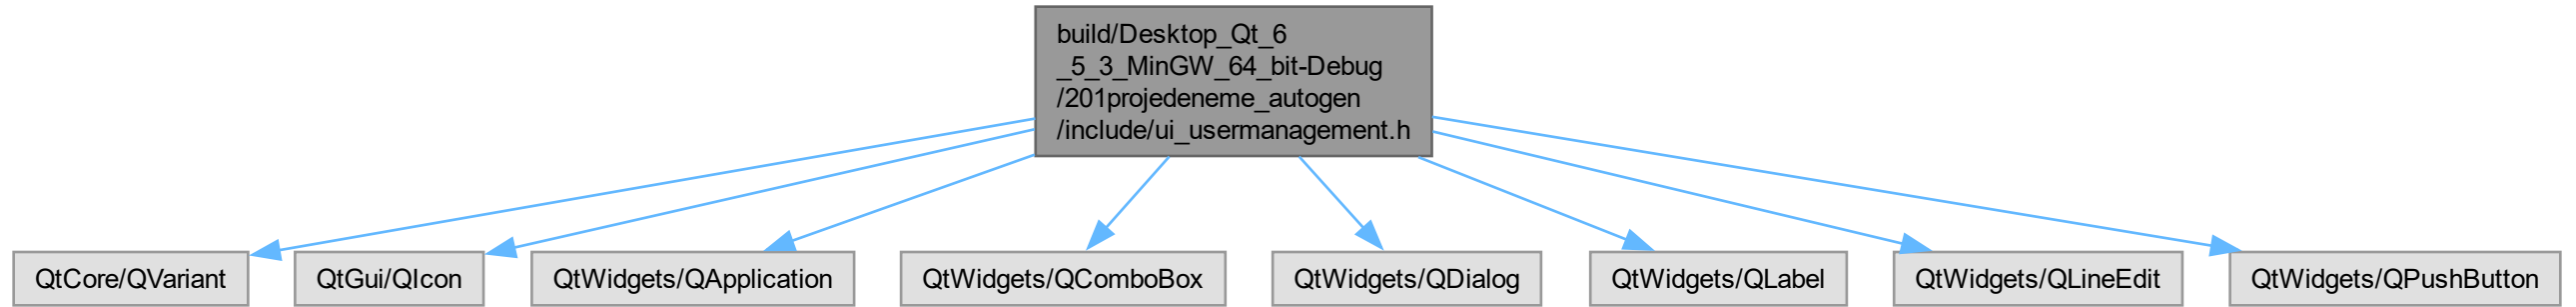 build/Desktop_Qt_6
_5_3_MinGW_64_bit-Debug
/201projedeneme_autogen
/include/ui_usermanagement.h
QtCore/QVariant
QtGui/QIcon
QtWidgets/QApplication
QtWidgets/QComboBox
QtWidgets/QDialog
QtWidgets/QLabel
QtWidgets/QLineEdit
QtWidgets/QPushButton